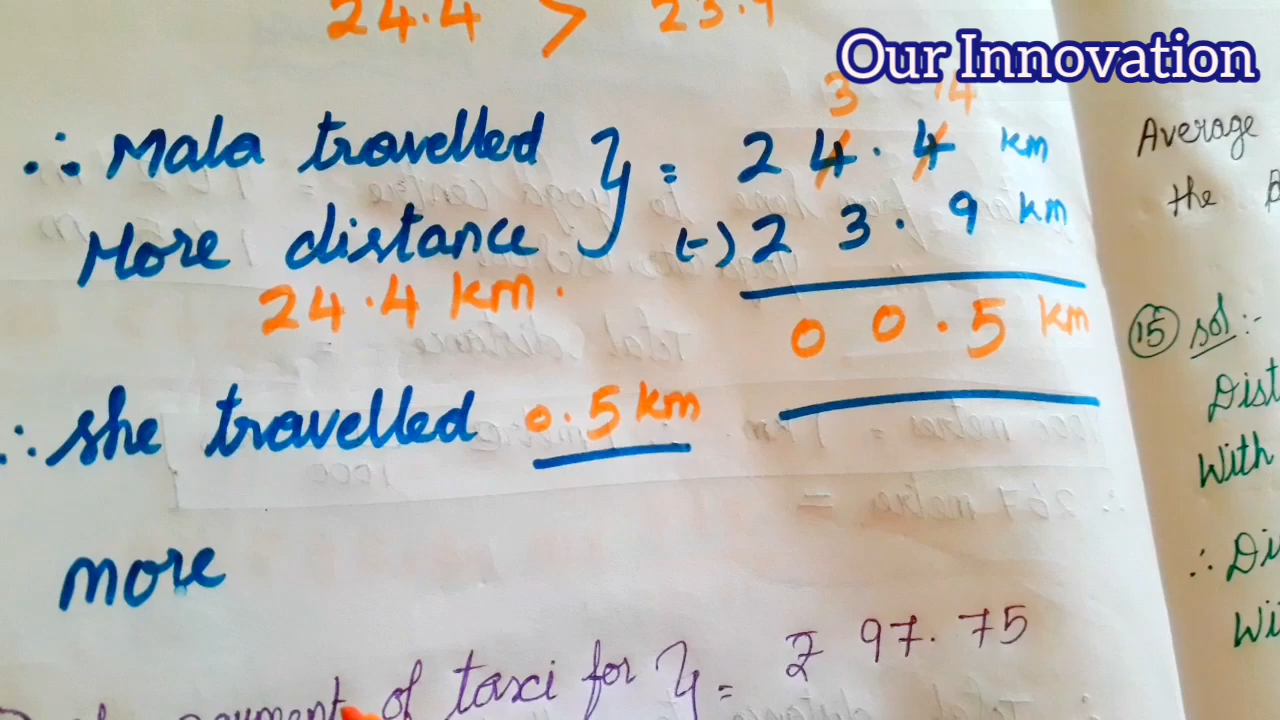 24.4 > 23.9
Our Innovation
3 14
∴ Mala travelled } = 24.4 km
More distance (-) 23.9 km
24.4 km.
00.5 km
∴ She travelled 0.5 km
more
payment of taxi for } = ₹ 97.75
Average
the
15 Sol :-
Dist
With
∴ Di
Wi